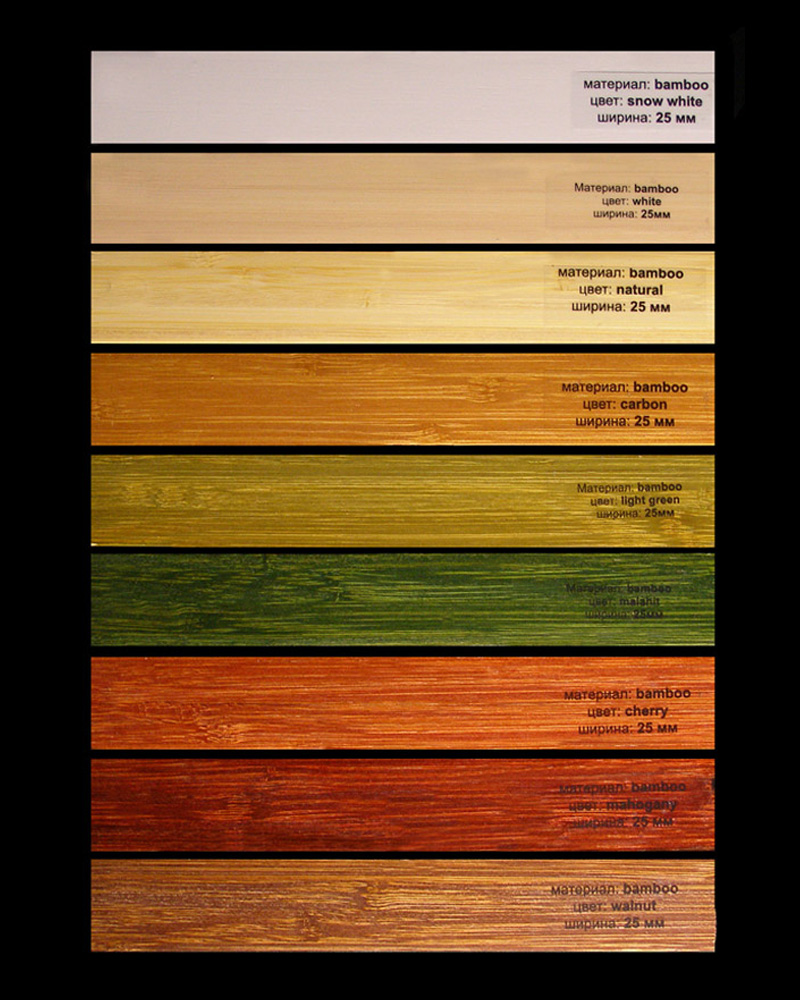 материал: bamboo
цвет: snow white
ширина: 25 мм
Материал: bamboo
цвет: white
ширина: 25мм
материал: bamboo
цвет: natural
ширина: 25 мм
материал: bamboo
цвет: carbon
ширина: 25 мм
Материал: bamboo
цвет: light green
ширина: 25мм
Материал: bamboo
цвет: malahit
ширина: 25мм
материал: bamboo
цвет: cherry
ширина: 25 мм
материал: bamboo
цвет: mahogany
ширина: 25 мм
материал: bamboo
цвет: walnut
ширина: 25 мм